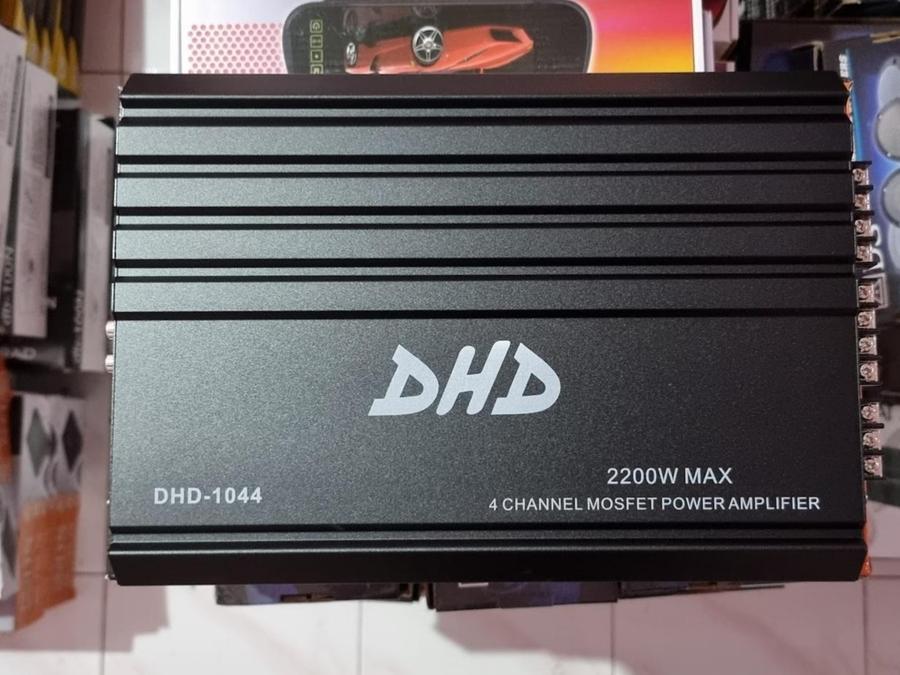 DHD
2200W MAX
DHD-1044
4 CHANNEL MOSFET POWER AMPLIFIER